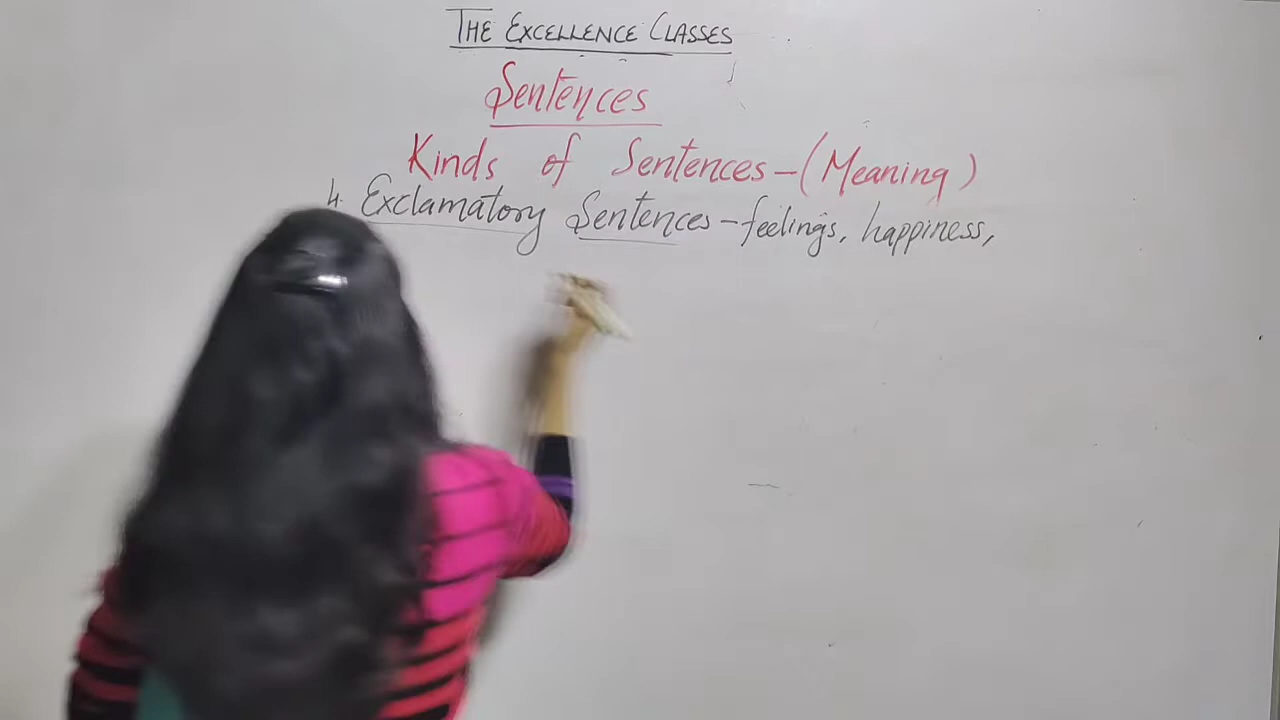 THE EXCELLENCE CLASSES
Sentences
Kinds of Sentences-(Meaning)
4. Exclamatory Sentences-feelings, happiness,